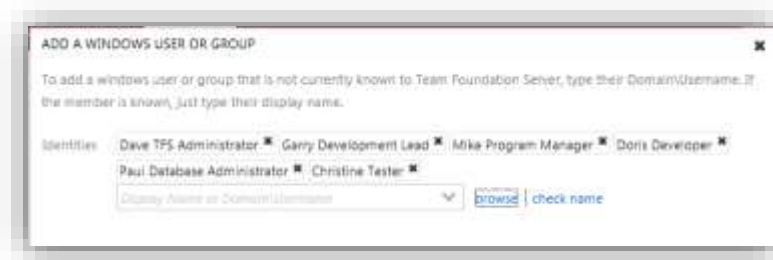 ADD A WINDOWS USER OR GROUP ✖
To add a windows user or group that is not currently known to Team Foundation Server, type their Domain\Username. If
the member is known, just type their display name.
Identities Dave TFS Administrator ✖ Garry Development Lead ✖ Mike Program Manager ✖ Doris Developer ✖
Paul Database Administrator ✖ Christine Tester ✖
Display Name or Domain\Username browse | check name